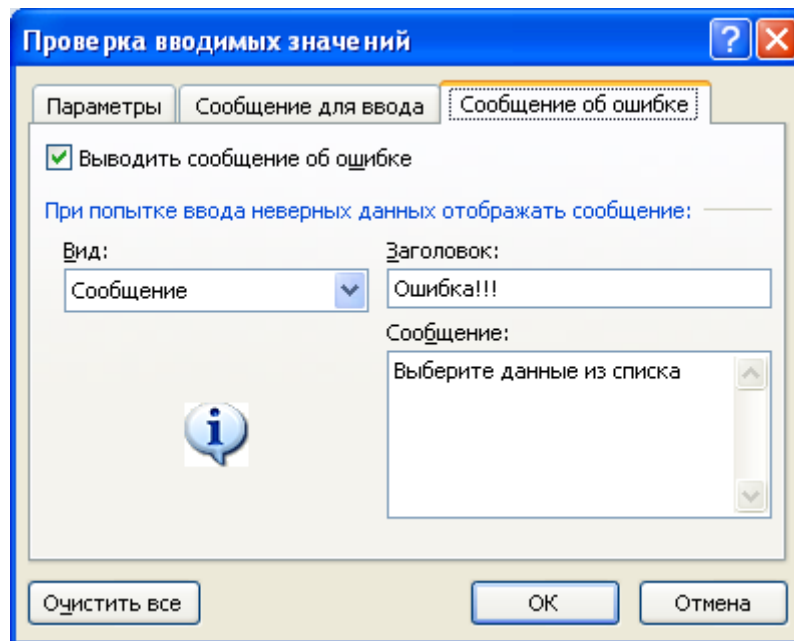 Проверка вводимых значений
Параметры Сообщение для ввода Сообщение об ошибке
Выводить сообщение об ошибке
При попытке ввода неверных данных отображать сообщение:
Вид: Заголовок:
Сообщение Ошибка!!!
Сообщение:
Выберите данные из списка
Очистить все ОК Отмена